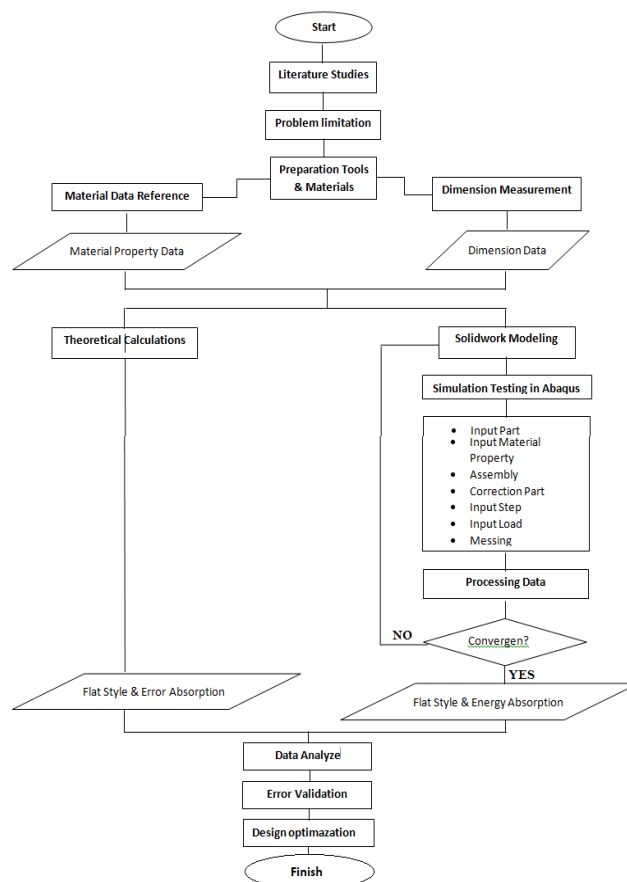 Start
Literature Studies
Problem limitation
Preparation Tools
& Materials
Material Data Reference
Dimension Measurement
Material Property Data
Dimension Data
Theoretical Calculations
Solidwork Modeling
Simulation Testing in Abaqus
• Input Part
• Input Material
Property
• Assembly
• Correction Part
• Input Step
• Input Load
• Messing
Processing Data
NO
Convergen?
YES
Flat Style & Error Absorption
Flat Style & Energy Absorption
Data Analyze
Error Validation
Design optimazation
Finish